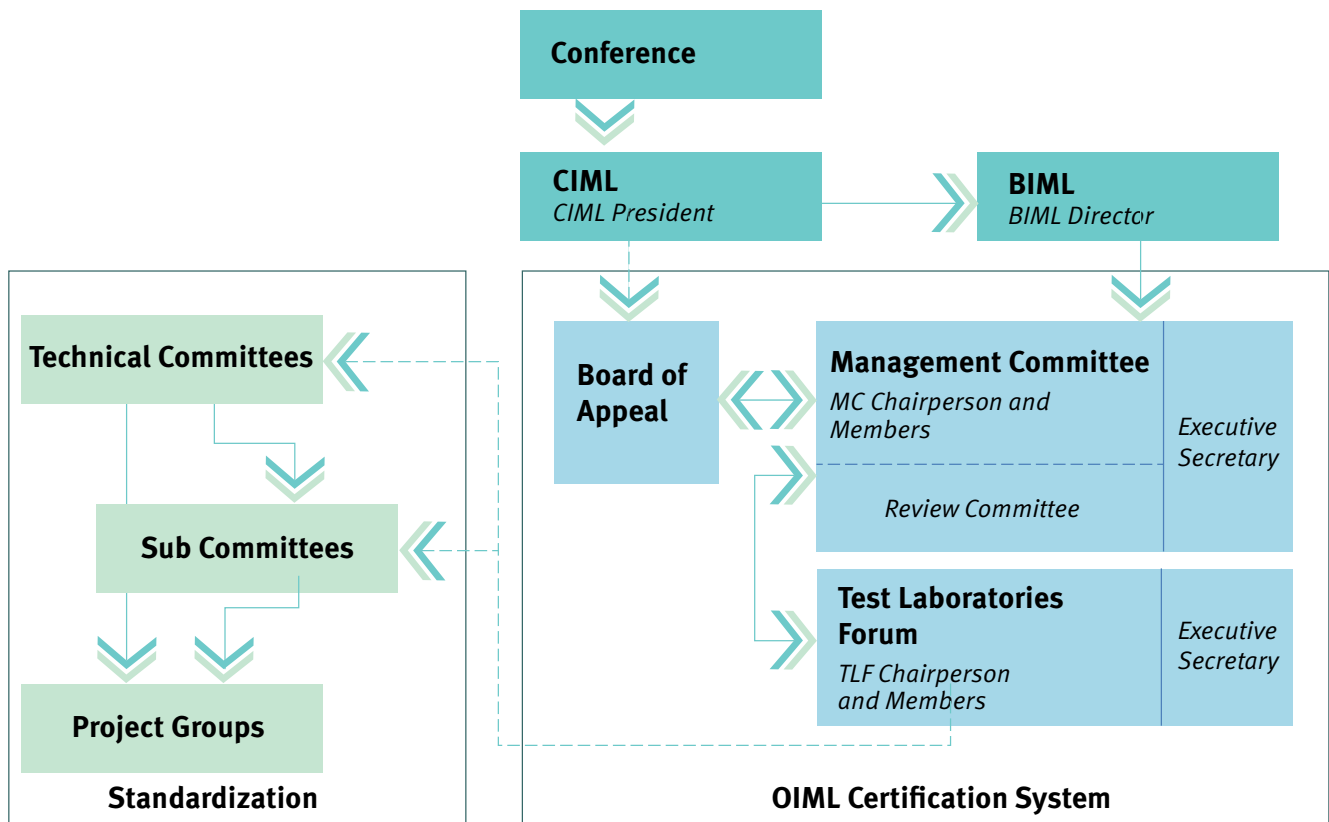 Conference
CIML
CIML President
BIML
BIML Director
Technical Committees
Sub Committees
Project Groups
Standardization
Board of
Appeal
Management Committee
MC Chairperson and
Members
Review Committee
Executive
Secretary
Test Laboratories
Forum
TLF Chairperson
and Members
Executive
Secretary
OIML Certification System